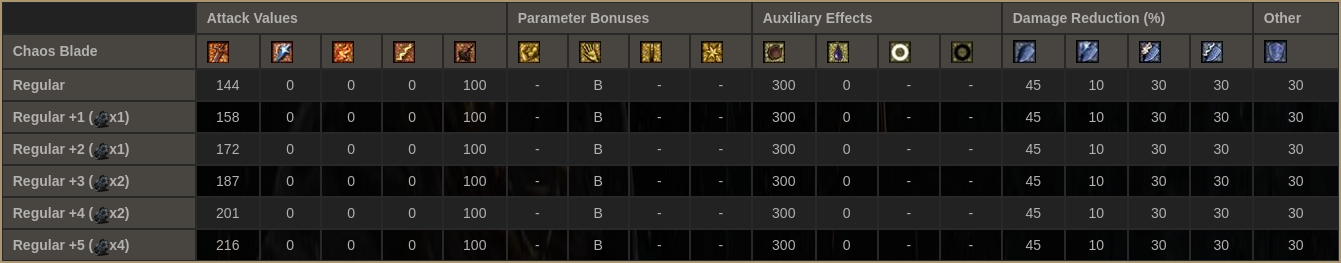 Attack Values Parameter Bonuses Auxiliary Effects Damage Reduction (%) Other
Chaos Blade
Regular 144 0 0 0 100 - B - - 300 0 - - 45 10 30 30 30
Regular +1 (x1) 158 0 0 0 100 - B - - 300 0 - - 45 10 30 30 30
Regular +2 (x1) 172 0 0 0 100 - B - - 300 0 - - 45 10 30 30 30
Regular +3 (x2) 187 0 0 0 100 - B - - 300 0 - - 45 10 30 30 30
Regular +4 (x2) 201 0 0 0 100 - B - - 300 0 - - 45 10 30 30 30
Regular +5 (x4) 216 0 0 0 100 - B - - 300 0 - - 45 10 30 30 30